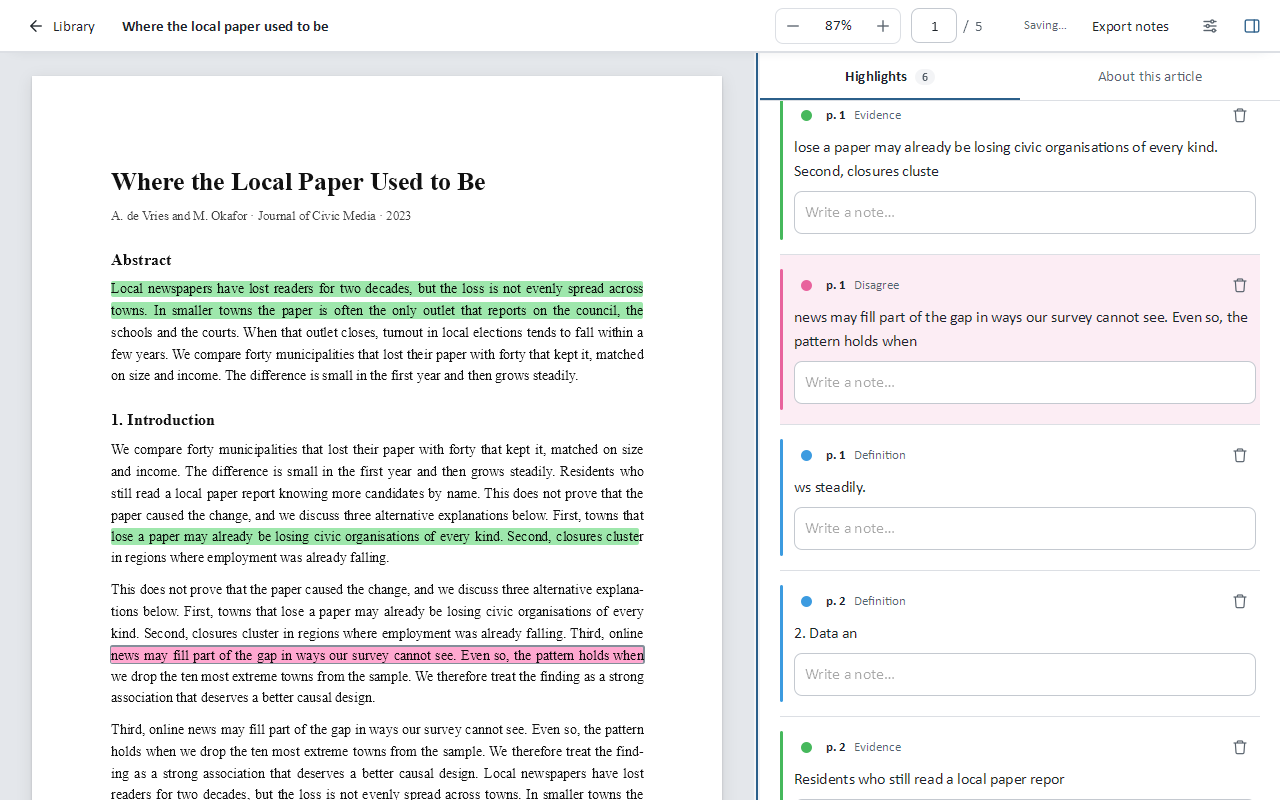 Library
Where the local paper used to be
87%
1 / 5
Saving...
Export notes
Where the Local Paper Used to Be
A. de Vries and M. Okafor · Journal of Civic Media · 2023
Abstract
Local newspapers have lost readers for two decades, but the loss is not evenly spread across
towns. In smaller towns the paper is often the only outlet that reports on the council, the
schools and the courts. When that outlet closes, turnout in local elections tends to fall within a
few years. We compare forty municipalities that lost their paper with forty that kept it, matched
on size and income. The difference is small in the first year and then grows steadily.
1. Introduction
We compare forty municipalities that lost their paper with forty that kept it, matched on size
and income. The difference is small in the first year and then grows steadily. Residents who
still read a local paper report knowing more candidates by name. This does not prove that the
paper caused the change, and we discuss three alternative explanations below. First, towns that
lose a paper may already be losing civic organisations of every kind. Second, closures cluster
in regions where employment was already falling.
This does not prove that the paper caused the change, and we discuss three alternative explana-
tions below. First, towns that lose a paper may already be losing civic organisations of every
kind. Second, closures cluster in regions where employment was already falling. Third, online
news may fill part of the gap in ways our survey cannot see. Even so, the pattern holds when
we drop the ten most extreme towns from the sample. We therefore treat the finding as a strong
association that deserves a better causal design.
Third, online news may fill part of the gap in ways our survey cannot see. Even so, the pattern
holds when we drop the ten most extreme towns from the sample. We therefore treat the find-
ing as a strong association that deserves a better causal design. Local newspapers have lost
readers for two decades, but the loss is not evenly spread across towns. In smaller towns the
Highlights 6
About this article
p. 1 Evidence
lose a paper may already be losing civic organisations of every kind.
Second, closures cluste
Write a note...
p. 1 Disagree
news may fill part of the gap in ways our survey cannot see. Even so, the
pattern holds when
Write a note...
p. 1 Definition
ws steadily.
Write a note...
p. 2 Definition
2. Data an
Write a note...
p. 2 Evidence
Residents who still read a local paper repor